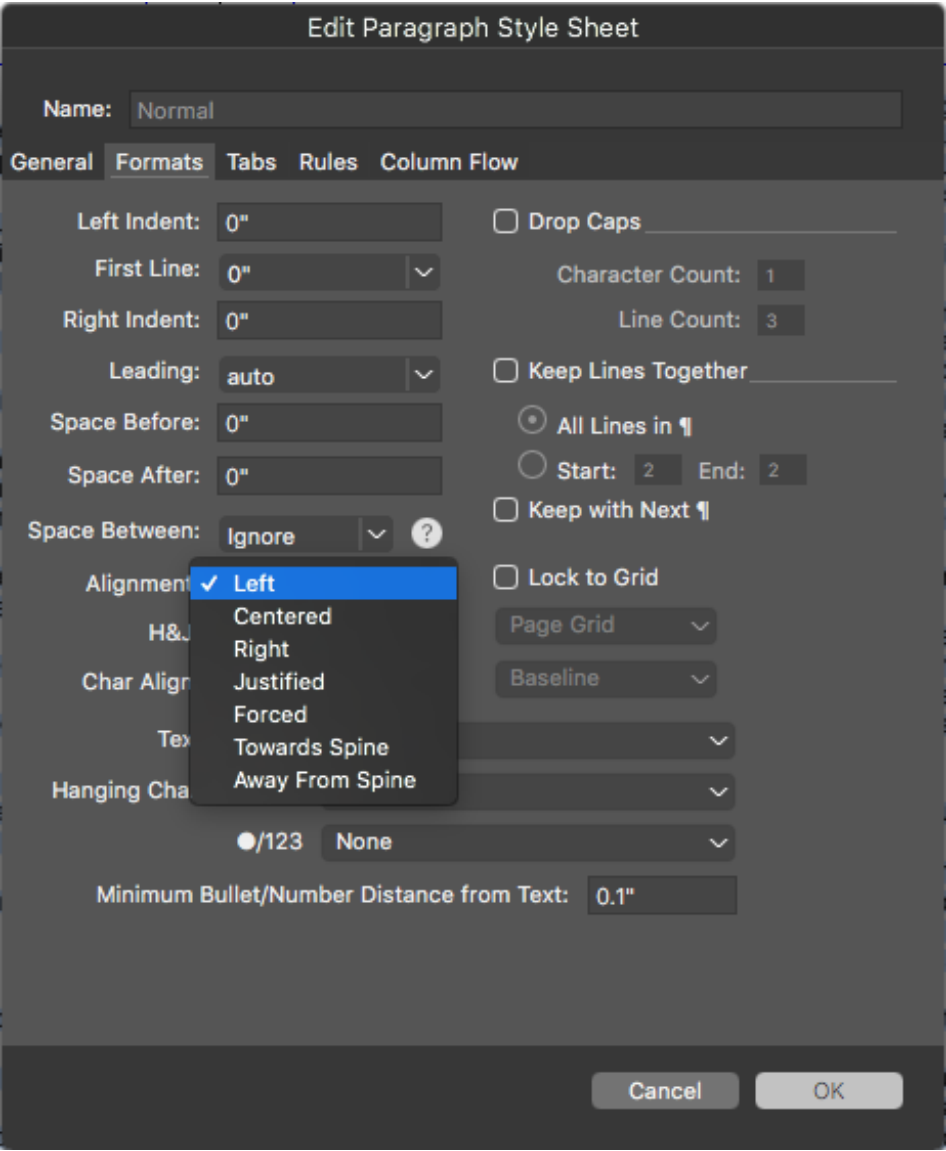 Edit Paragraph Style Sheet
Name: Normal
General Formats Tabs Rules Column Flow
Left Indent: 0"
First Line: 0"
Right Indent: 0"
Leading: auto
Space Before: 0"
Space After: 0"
Space Between: Ignore ?
Alignment
✓ Left
Centered
Right
Justified
Forced
Towards Spine
Away From Spine
H&J
Char Align
Tex
Hanging Cha
●/123 None
Minimum Bullet/Number Distance from Text: 0.1"
Drop Caps
Character Count: 1
Line Count: 3
Keep Lines Together
All Lines in ¶
Start: 2 End: 2
Keep with Next ¶
Lock to Grid
Page Grid
Baseline
Cancel OK